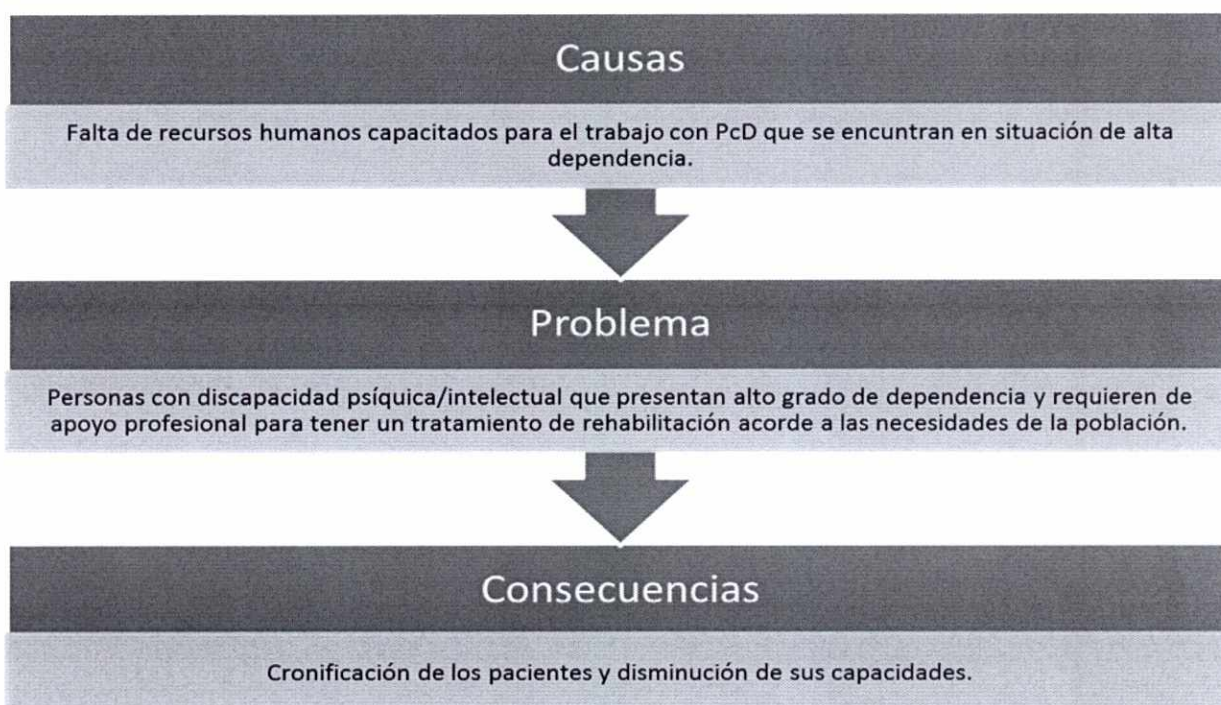 Causas
Falta de recursos humanos capacitados para el trabajo con PcD que se encuntran en situación de alta
dependencia.
Problema
Personas con discapacidad psíquica/intelectual que presentan alto grado de dependencia y requieren de
apoyo profesional para tener un tratamiento de rehabilitación acorde a las necesidades de la población.
Consecuencias
Cronificación de los pacientes y disminución de sus capacidades.